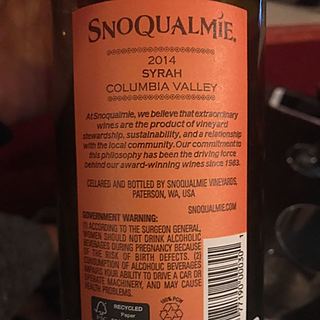 SNOQUALMIE.
2014
SYRAH
COLUMBIA VALLEY
At Snoqualmie, we believe that extraordinary
wines are the product of vineyard
stewardship, sustainability, and a relationship
with the local community. Our commitment to
this philosophy has been the driving force
behind our award-winning wines since 1983.
CELLARED AND BOTTLED BY SNOQUALMIE VINEYARDS,
PATERSON, WA, USA
SNOQUALMIE.COM
GOVERNMENT WARNING:
(1) ACCORDING TO THE SURGEON GENERAL,
WOMEN SHOULD NOT DRINK ALCOHOLIC
BEVERAGES DURING PREGNANCY BECAUSE
OF THE RISK OF BIRTH DEFECTS. (2)
CONSUMPTION OF ALCOHOLIC BEVERAGES
IMPAIRS YOUR ABILITY TO DRIVE A CAR OR
OPERATE MACHINERY, AND MAY CAUSE
HEALTH PROBLEMS.
RECYCLED
Paper
FSC
100% PCW